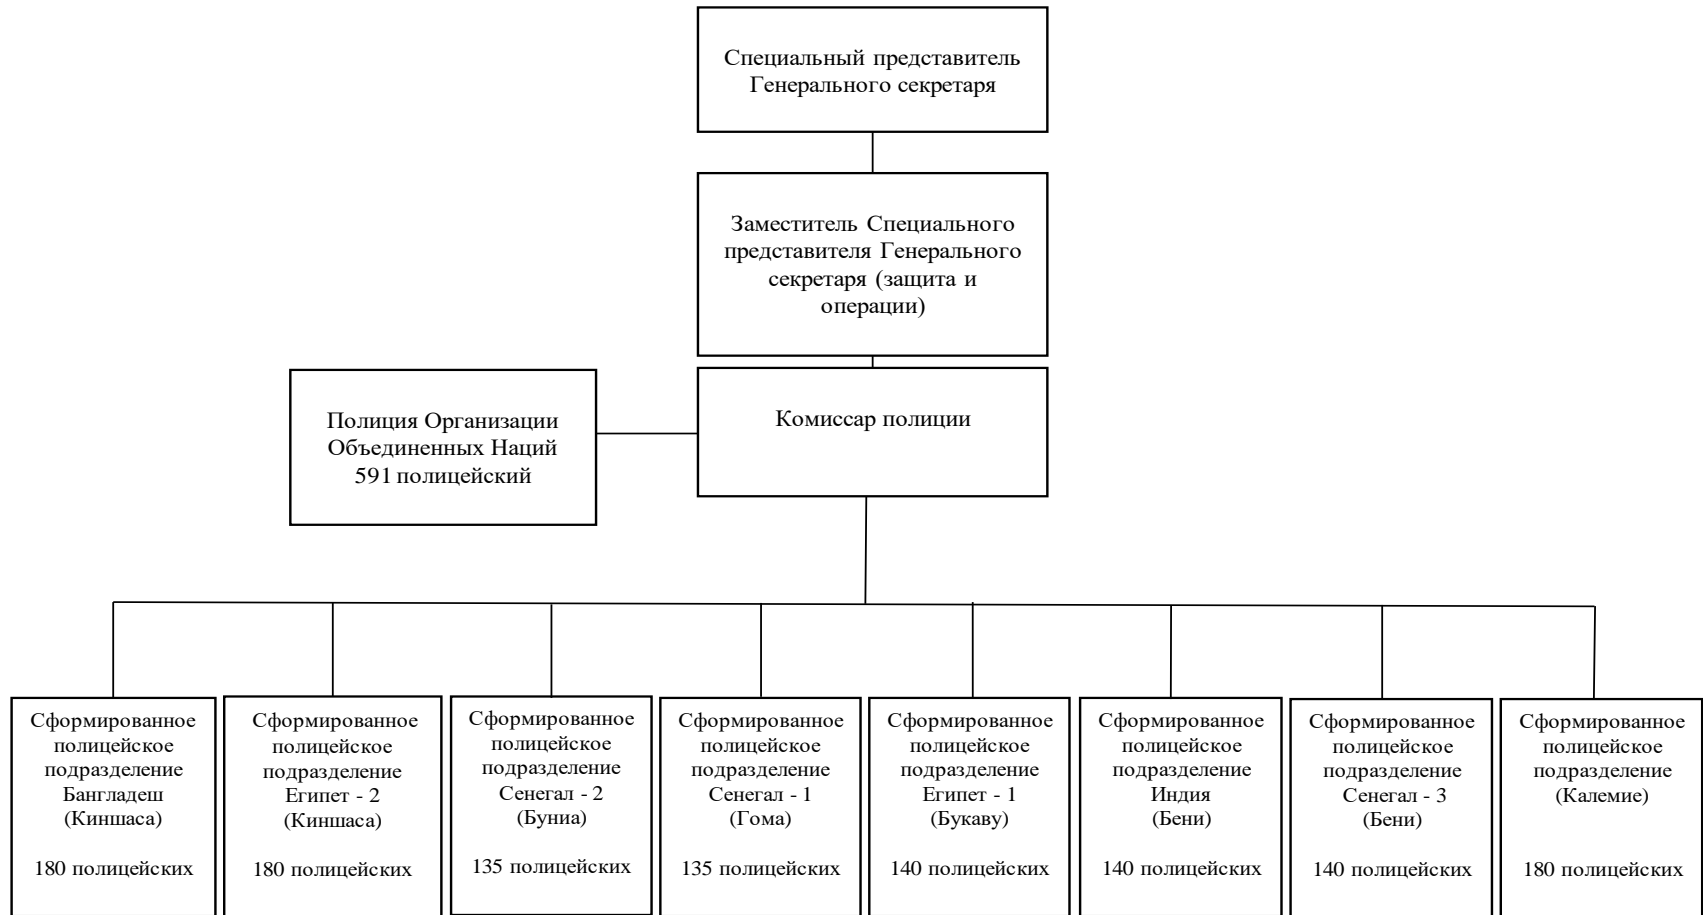 Специальный представитель
Генерального секретаря
Заместитель Специального
представителя Генерального
секретаря (защита и
операции)
Полиция Организации
Объединенных Наций
591 полицейский
Комиссар полиции
Сформированное
полицейское
подразделение
Бангладеш
(Киншаса)
180 полицейских
Сформированное
полицейское
подразделение
Египет - 2
(Киншаса)
180 полицейских
Сформированное
полицейское
подразделение
Сенегал - 2
(Буниа)
135 полицейских
Сформированное
полицейское
подразделение
Сенегал - 1
(Гома)
135 полицейских
Сформированное
полицейское
подразделение
Египет - 1
(Букаву)
140 полицейских
Сформированное
полицейское
подразделение
Индия
(Бени)
140 полицейских
Сформированное
полицейское
подразделение
Сенегал - 3
(Бени)
140 полицейских
Сформированное
полицейское
подразделение
(Калемие)
180 полицейских